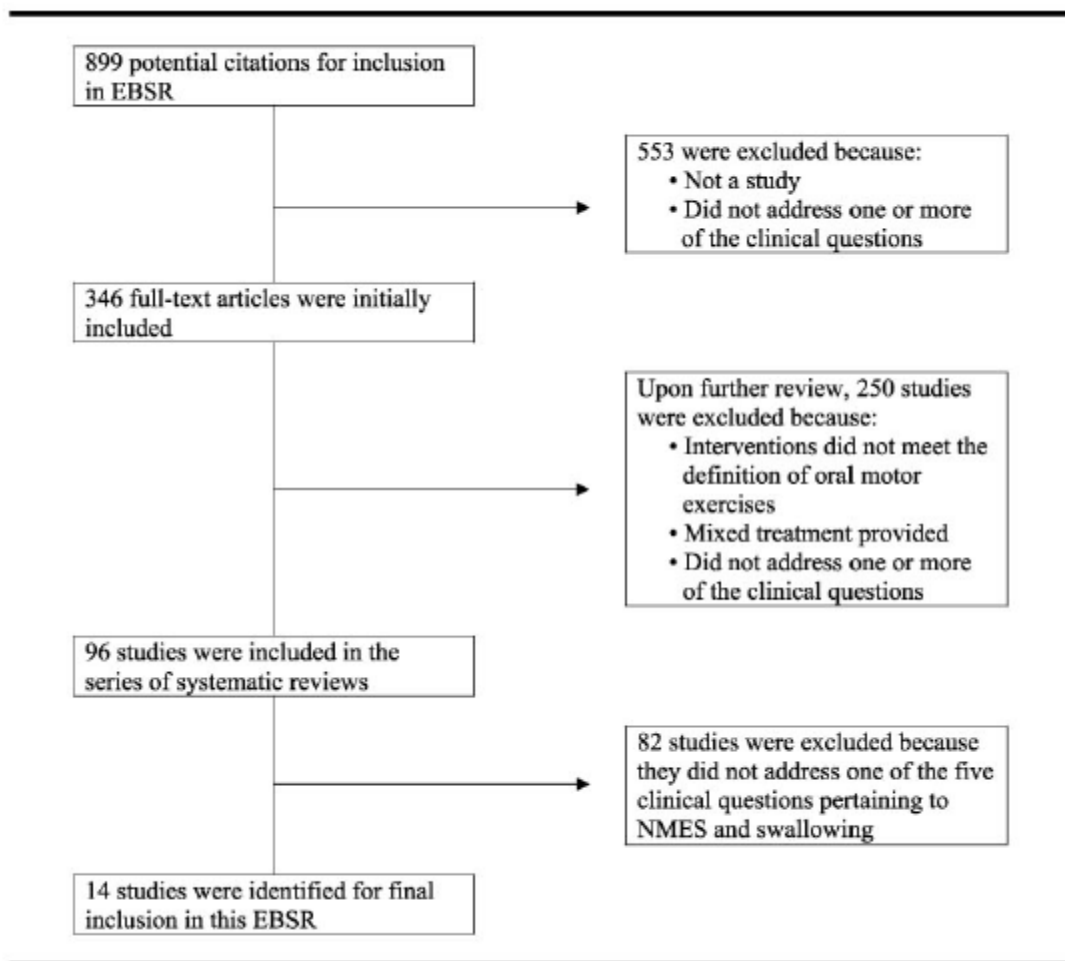 899 potential citations for inclusion
in EBSR
553 were excluded because:
• Not a study
• Did not address one or more
of the clinical questions
346 full-text articles were initially
included
Upon further review, 250 studies
were excluded because:
• Interventions did not meet the
definition of oral motor
exercises
• Mixed treatment provided
• Did not address one or more
of the clinical questions
96 studies were included in the
series of systematic reviews
82 studies were excluded because
they did not address one of the five
clinical questions pertaining to
NMES and swallowing
14 studies were identified for final
inclusion in this EBSR